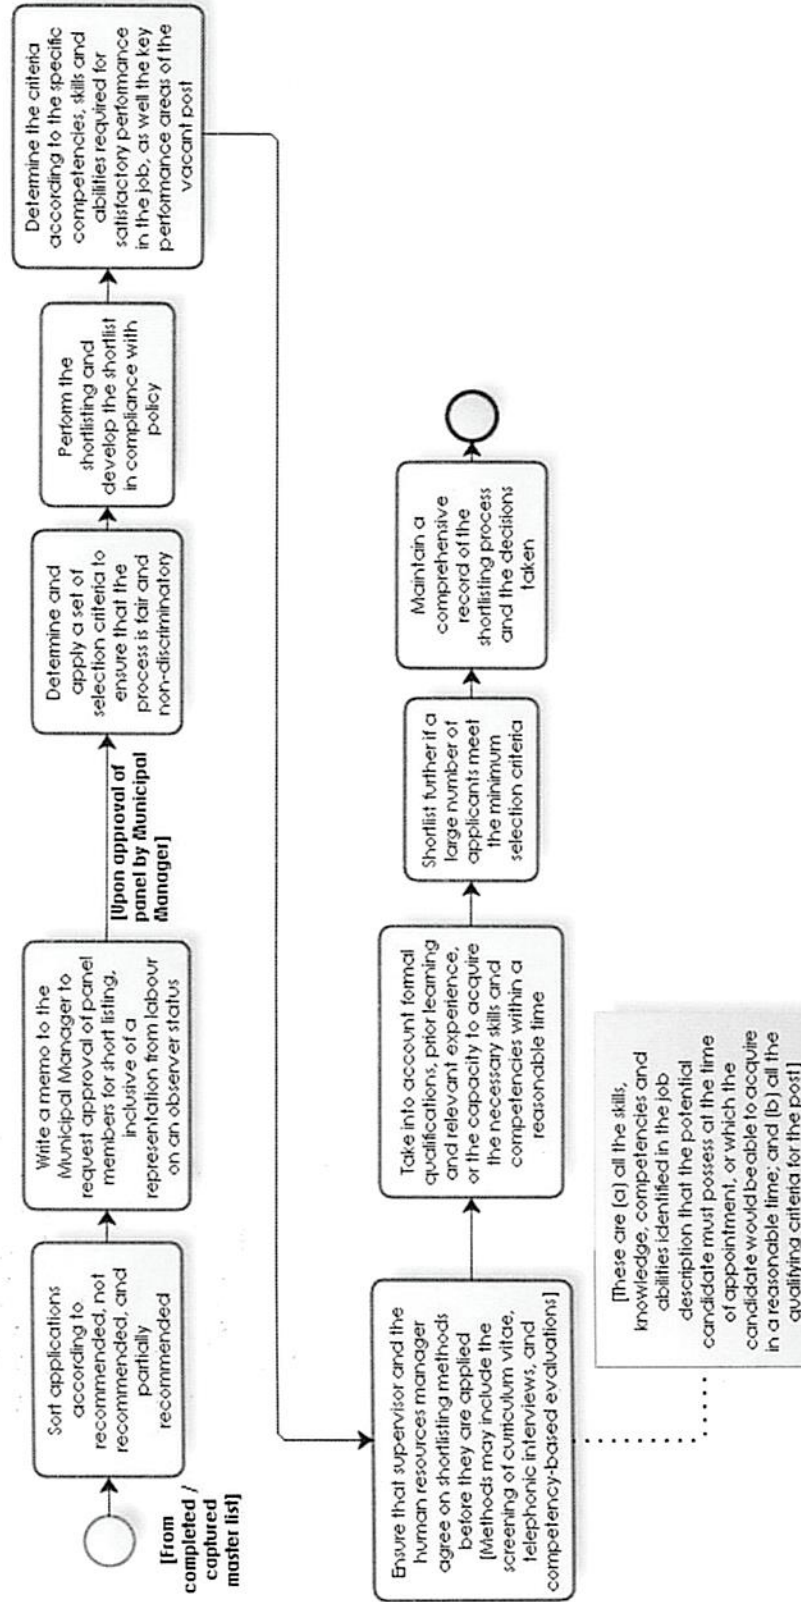 [From
completed /
captured
master list]
Sort applications
according to
recommended, not
recommended, and
partially
recommended
Write a memo to the
Municipal Manager to
request approval of panel
members for short listing,
inclusive of a
representation from labour
on an observer status
[Upon approval of
panel by Municipal
Manager]
Determine and
apply a set of
selection criteria to
ensure that the
process is fair and
non-discriminatory
Perform the
shortlisting and
develop the shortlist
in compliance with
policy
Determine the criteria
according to the specific
competencies, skills and
abilities required for
satisfactory performance
in the job, as well the key
performance areas of the
vacant post
Ensure that supervisor and the
human resources manager
agree on shortlisting methods
before they are applied
[Methods may include the
screening of curriculum vitae,
telephonic interviews, and
competency-based evaluations]
Take into account formal
qualifications, prior learning
and relevant experience,
or the capacity to acquire
the necessary skills and
competencies within a
reasonable time
Shortlist further if a
large number of
applicants meet
the minimum
selection criteria
Maintain a
comprehensive
record of the
shortlisting process
and the decisions
taken
[These are (a) all the skills,
knowledge, competencies and
abilities identified in the job
description that the potential
candidate must possess at the time
of appointment, or which the
candidate would be able to acquire
in a reasonable time; and (b) all the
qualifying criteria for the post]